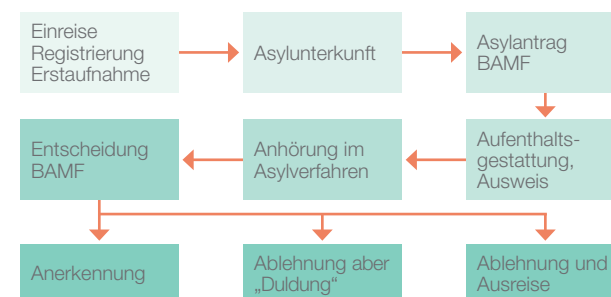 Einreise
Registrierung
Erstaufnahme
Asylunterkunft
Asylantrag
BAMF
Aufenthalts-
gestattung,
Ausweis
Anhörung im
Asylverfahren
Entscheidung
BAMF
Anerkennung
Ablehnung aber
„Duldung“
Ablehnung und
Ausreise